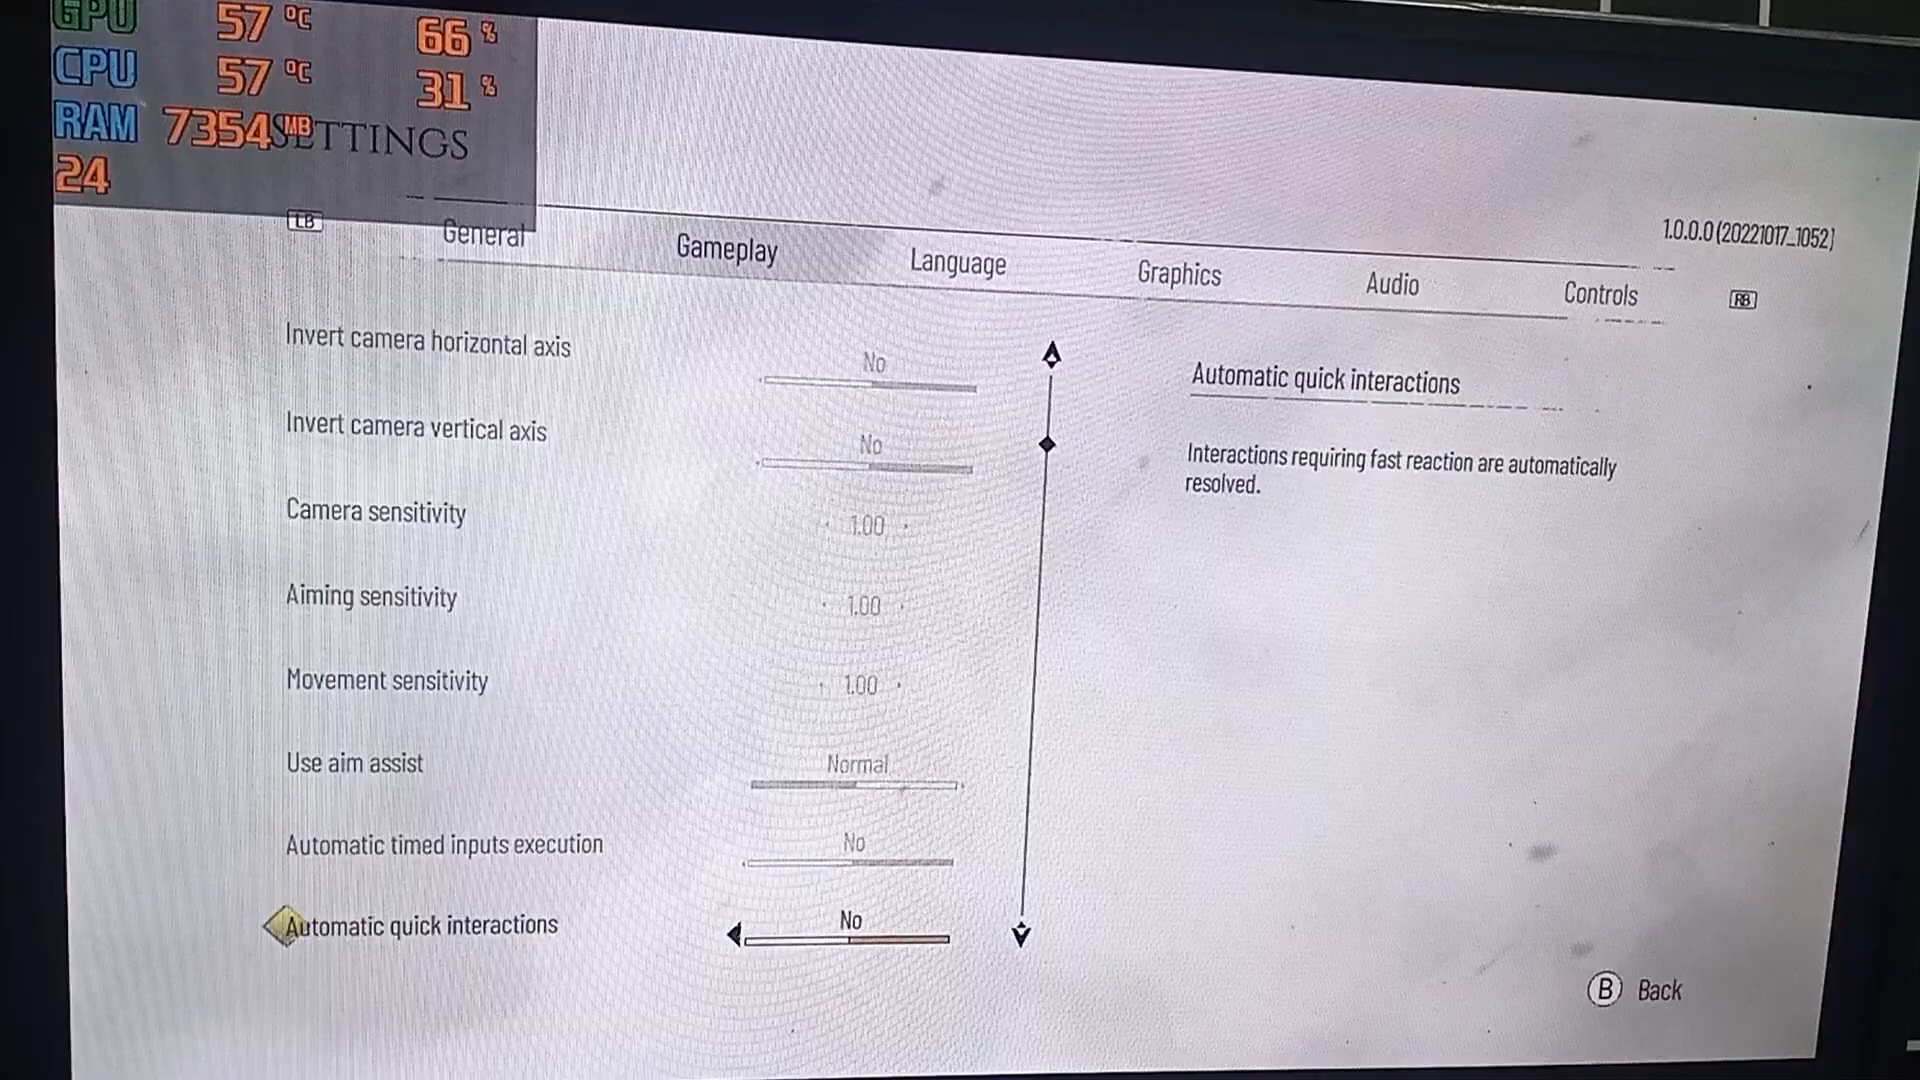 GPU 57 °C 66 %
CPU 57 °C 31 %
RAM 7354 MB
SETTINGS
24
LB General Gameplay Language Graphics Audio Controls RB
1.0.0.0 (20221017_1052)
Invert camera horizontal axis No
Invert camera vertical axis No
Camera sensitivity 1.00
Aiming sensitivity 1.00
Movement sensitivity 1.00
Use aim assist Normal
Automatic timed inputs execution No
Automatic quick interactions No
Automatic quick interactions
Interactions requiring fast reaction are automatically
resolved.
B Back